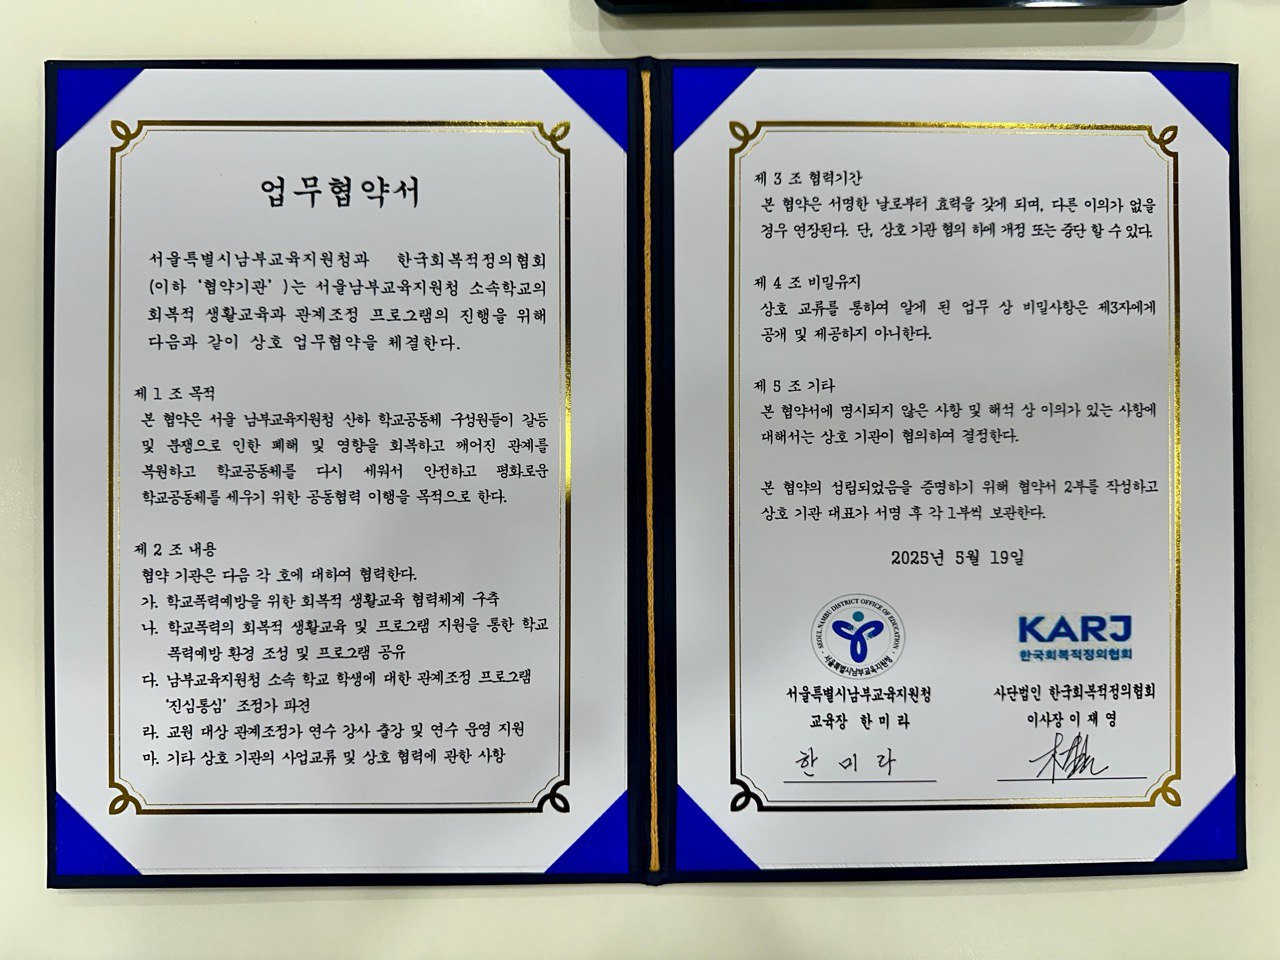 업무협약서
서울특별시남부교육지원청과 한국회복적정의협회
(이하 ‘협약기관’)는 서울남부교육지원청 소속학교의
회복적 생활교육과 관계조정 프로그램의 진행을 위해
다음과 같이 상호 업무협약을 체결한다.
제 1 조 목적
본 협약은 서울 남부교육지원청 산하 학교공동체 구성원들이 갈등
및 분쟁으로 인한 폐해 및 영향을 회복하고 깨어진 관계를
복원하고 학교공동체를 다시 세워서 안전하고 평화로운
학교공동체를 세우기 위한 공동협력 이행을 목적으로 한다.
제 2 조 내용
협약 기관은 다음 각 호에 대하여 협력한다.
가. 학교폭력예방을 위한 회복적 생활교육 협력체계 구축
나. 학교폭력의 회복적 생활교육 및 프로그램 지원을 통한 학교
폭력예방 환경 조성 및 프로그램 공유
다. 남부교육지원청 소속 학교 학생에 대한 관계조정 프로그램
‘진심통심’ 조정가 파견
라. 교원 대상 관계조정가 연수 강사 출강 및 연수 운영 지원
마. 기타 상호 기관의 사업교류 및 상호 협력에 관한 사항
제 3 조 협력기간
본 협약은 서명한 날로부터 효력을 갖게 되며, 다른 이의가 없을
경우 연장된다. 단, 상호 기관 협의 하에 개정 또는 중단 할 수 있다.
제 4 조 비밀유지
상호 교류를 통하여 알게 된 업무 상 비밀사항은 제3자에게
공개 및 제공하지 아니한다.
제 5 조 기타
본 협약서에 명시되지 않은 사항 및 해석 상 이의가 있는 사항에
대해서는 상호 기관이 협의하여 결정한다.
본 협약의 성립되었음을 증명하기 위해 협약서 2부를 작성하고
상호 기관 대표가 서명 후 각 1부씩 보관한다.
2025년 5월 19일
SEOUL NAMBU DISTRICT OFFICE OF EDUCATION
서울특별시남부교육지원청
KARJ
한국회복적정의협회
서울특별시남부교육지원청
교육장 한 미 라
한 미 라
사단법인 한국회복적정의협회
이사장 이 재 영